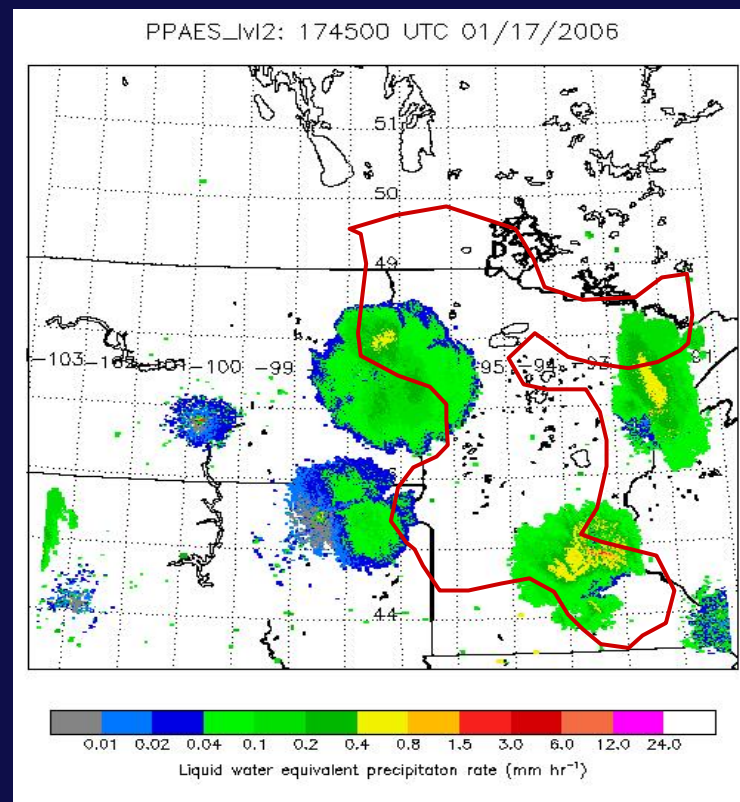 PPAES_lvl2: 174500 UTC 01/17/2006
51
50
49
-103 -102 -101 -100 -99 95 -94 -93 91
44
0.01 0.02 0.04 0.1 0.2 0.4 0.8 1.5 3.0 6.0 12.0 24.0
Liquid water equivalent precipitaton rate (mm hr⁻¹)